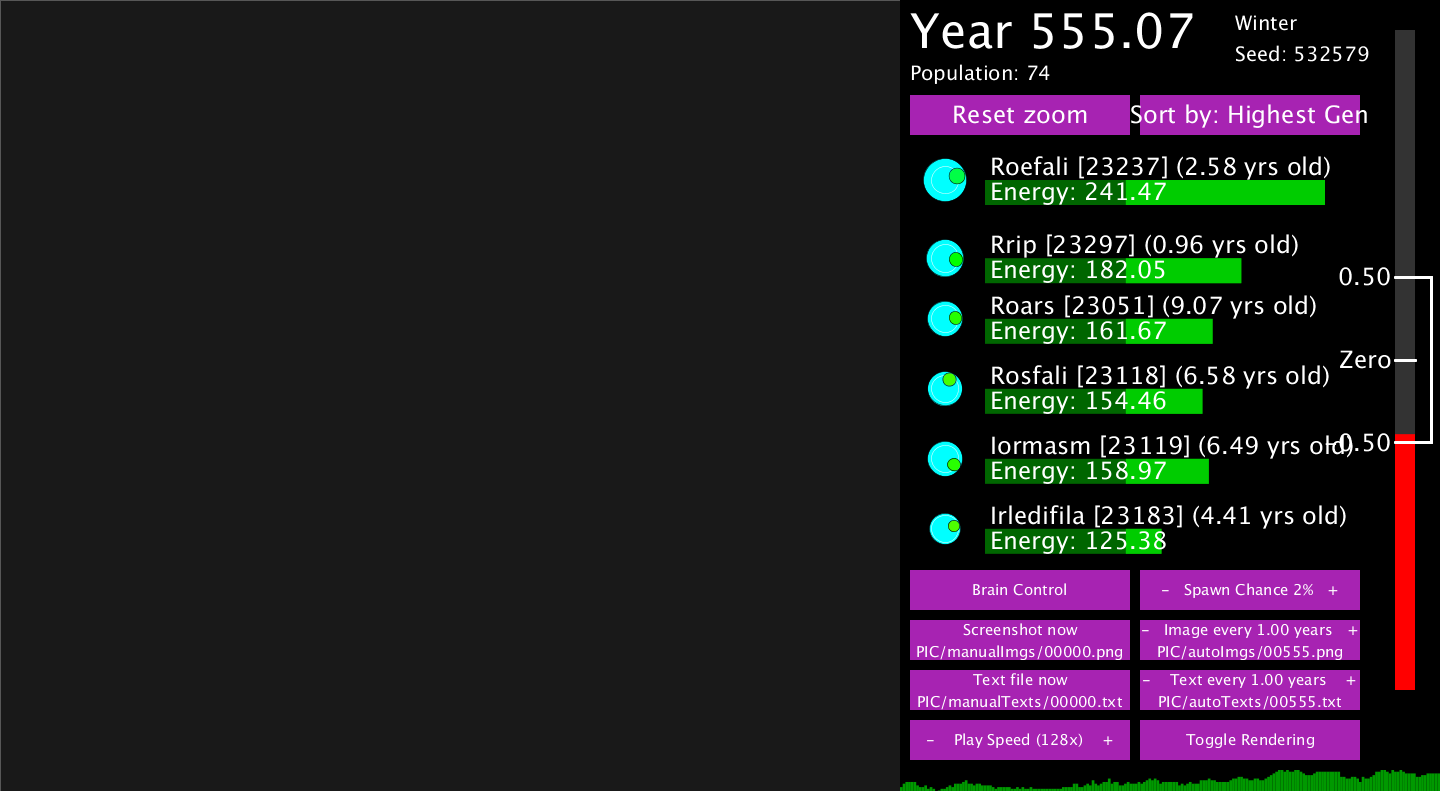 Year 555.07
Winter
Seed: 532579
Population: 74
Reset zoom
Sort by: Highest Gen
Roefali [23237] (2.58 yrs old)
Energy: 241.47
Rrip [23297] (0.96 yrs old)
Energy: 182.05
0.50
Roars [23051] (9.07 yrs old)
Energy: 161.67
Zero
Rosfali [23118] (6.58 yrs old)
Energy: 154.46
Iormasm [23119] (6.49 yrs old)
-0.50
Energy: 158.97
Irledifila [23183] (4.41 yrs old)
Energy: 125.38
Brain Control
- Spawn Chance 2% +
Screenshot now
PIC/manualImgs/00000.png
- Image every 1.00 years +
PIC/autoImgs/00555.png
Text file now
PIC/manualTexts/00000.txt
- Text every 1.00 years +
PIC/autoTexts/00555.txt
- Play Speed (128x) +
Toggle Rendering